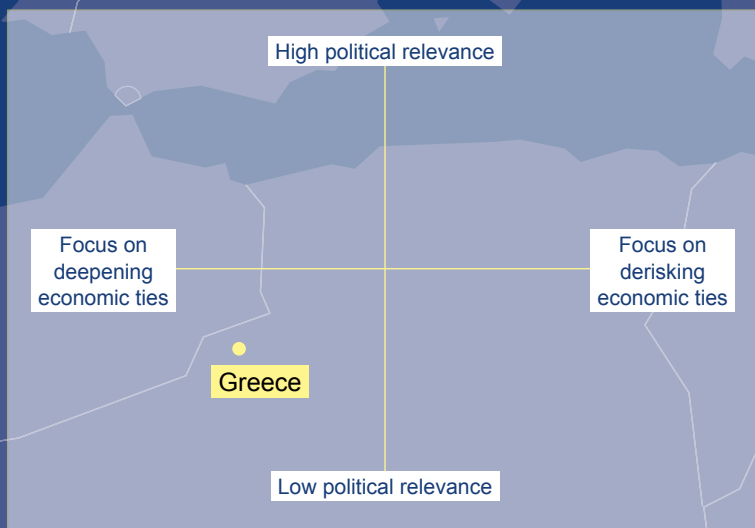 High political relevance
Focus on
deepening
economic ties
Focus on
derisking
economic ties
Greece
Low political relevance